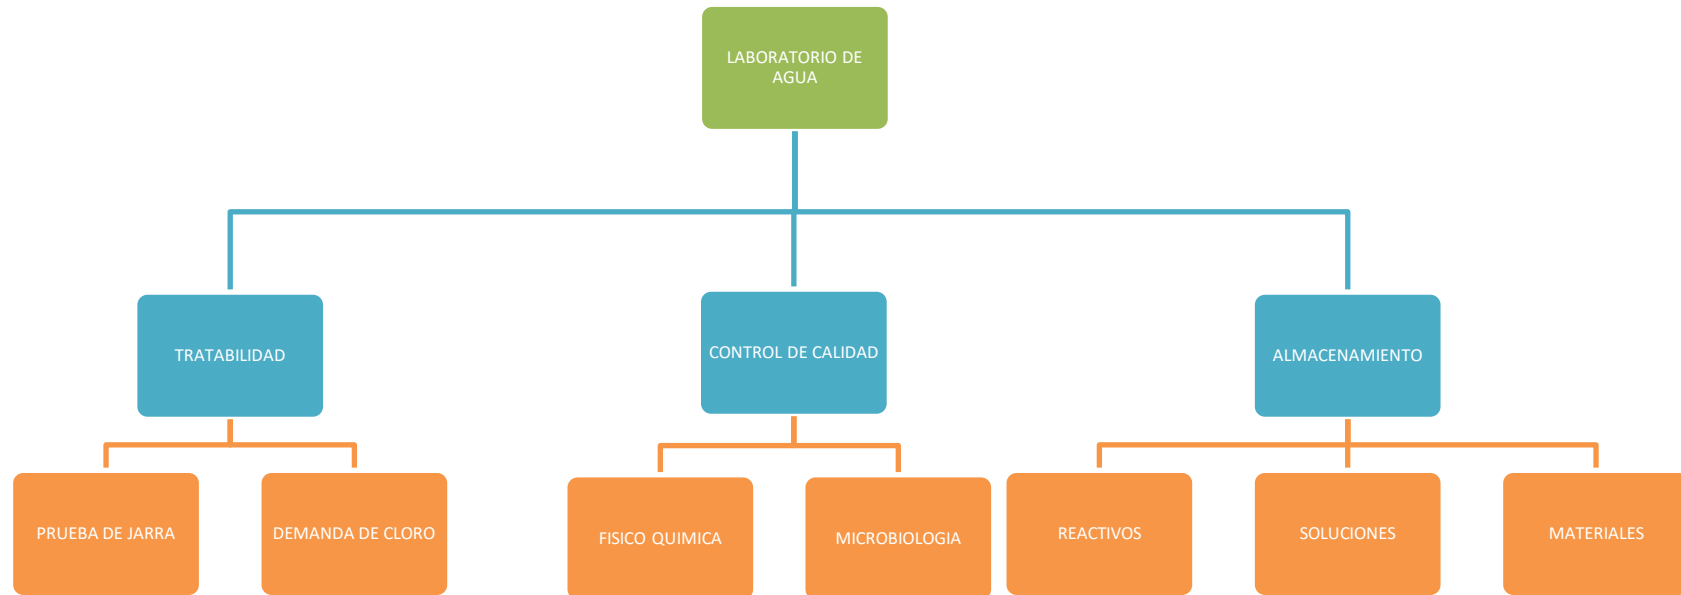 LABORATORIO DE
AGUA
TRATABILIDAD
CONTROL DE CALIDAD
ALMACENAMIENTO
PRUEBA DE JARRA
DEMANDA DE CLORO
FISICO QUIMICA
MICROBIOLOGIA
REACTIVOS
SOLUCIONES
MATERIALES